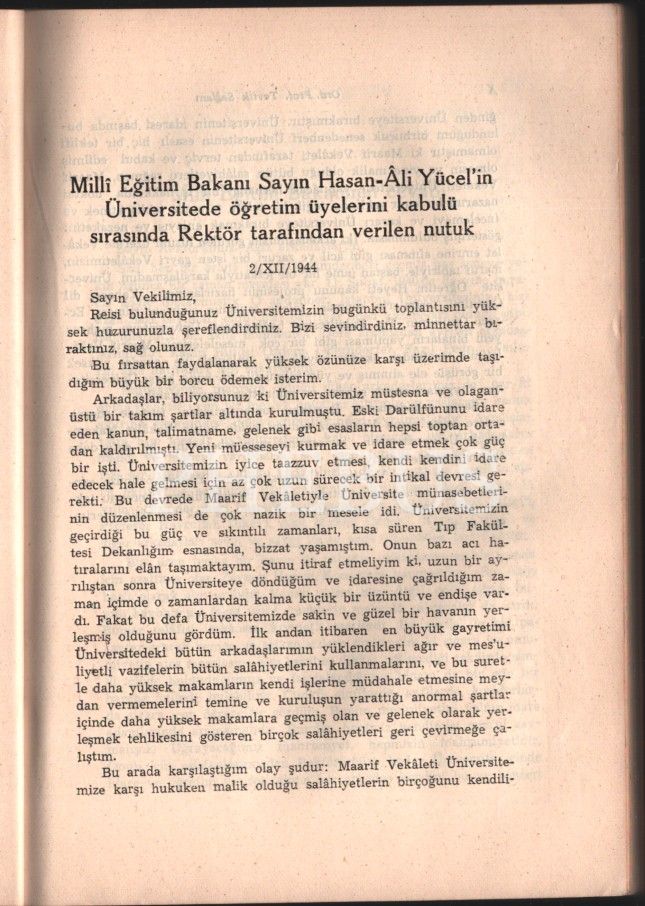 Millî Eğitim Bakanı Sayın Hasan-Âli Yücel'in
Üniversitede öğretim üyelerini kabulü
sırasında Rektör tarafından verilen nutuk
2/XII/1944
Sayın Vekilimiz,
Reisi bulunduğunuz Üniversitemizin bugünkü toplantısını yük-
sek huzurunuzla şereflendirdiniz. Bizi sevindirdiniz, minnettar bı-
raktınız, sağ olunuz.
Bu fırsattan faydalanarak yüksek özünüze karşı üzerimde taşı-
dığım büyük bir borcu ödemek isterim.
Arkadaşlar, biliyorsunuz ki Üniversitemiz müstesna ve olağan-
üstü bir takım şartlar altında kurulmuştu. Eski Darülfünunu idare
eden kanun, talimatname, gelenek gibi esasların hepsi toptan orta-
dan kaldırılmıştı. Yeni müesseseyi kurmak ve idare etmek çok güç
bir işti. Üniversitemizin iyice taazzuv etmesi, kendi kendini idare
edecek hale gelmesi için az çok uzun sürecek bir intikal devresi ge-
rekti. Bu devrede Maarif Vekâletiyle Üniversite münasebetleri-
nin düzenlenmesi de çok nazik bir mesele idi. Üniversitemizin
geçirdiği bu güç ve sıkıntılı zamanları, kısa süren Tıp Fakül-
tesi Dekanlığım esnasında, bizzat yaşamıştım. Onun bazı acı ha-
tıralarını elân taşımaktayım. Şunu itiraf etmeliyim ki, uzun bir ay-
rılıştan sonra Üniversiteye döndüğüm ve idaresine çağrıldığım za-
man içimde o zamanlardan kalma küçük bir üzüntü ve endişe var-
dı. Fakat bu defa Üniversitemizde sakin ve güzel bir havanın yer-
leşmiş olduğunu gördüm. İlk andan itibaren en büyük gayretimi
Üniversitedeki bütün arkadaşlarımın yüklendikleri ağır ve mes'u-
liyetli vazifelerin bütün salâhiyetlerini kullanmalarını, ve bu suret-
le daha yüksek makamların kendi işlerine müdahale etmesine mey-
dan vermemelerini temine ve kuruluşun yarattığı anormal şartlar
içinde daha yüksek makamlara geçmiş olan ve gelenek olarak yer-
leşmek tehlikesini gösteren birçok salâhiyetleri geri çevirmeğe ça-
lıştım.
Bu arada karşılaştığım olay şudur: Maarif Vekâleti Üniversite-
mize karşı hukuken malik olduğu salâhiyetlerin birçoğunu kendili-